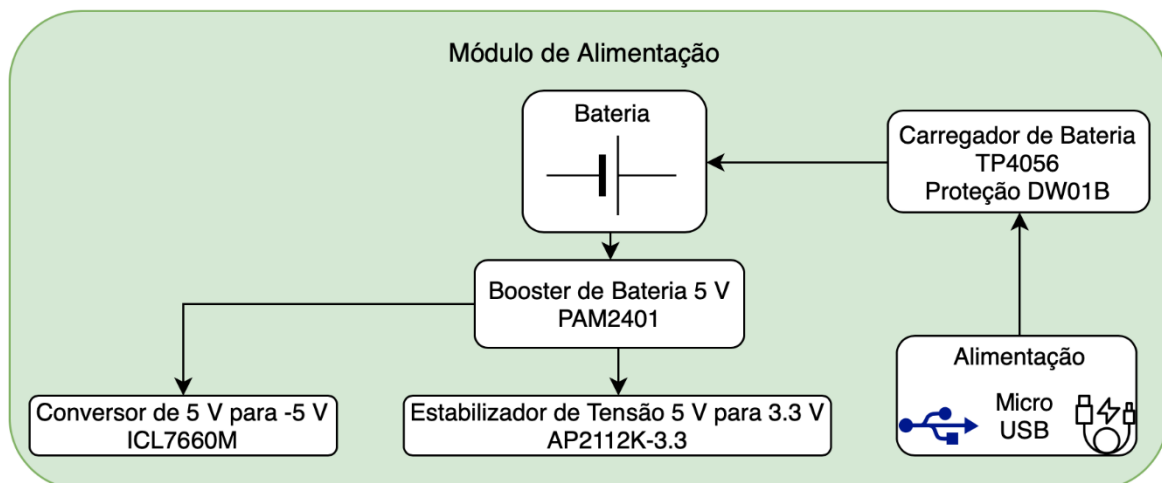 Módulo de Alimentação
Bateria
Carregador de Bateria
TP4056
Proteção DW01B
Booster de Bateria 5 V
PAM2401
Alimentação
Micro
USB
Conversor de 5 V para -5 V
ICL7660M
Estabilizador de Tensão 5 V para 3.3 V
AP2112K-3.3